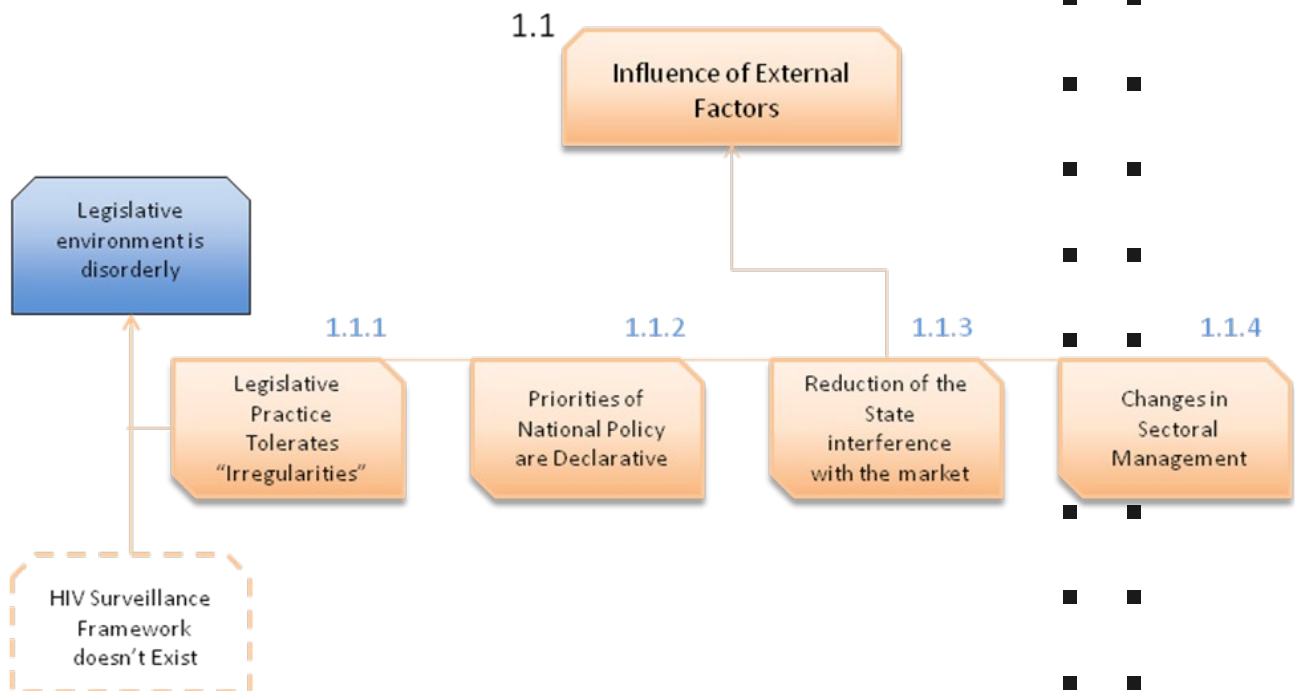 1.1
Influence of External
Factors
Legislative
environment is
disorderly
1.1.1
1.1.2
1.1.3
1.1.4
Legislative
Practice
Tolerates
“Irregularities”
Priorities of
National Policy
are Declarative
Reduction of the
State
interference
with the market
Changes in
Sectoral
Management
HIV Surveillance
Framework
doesn’t Exist